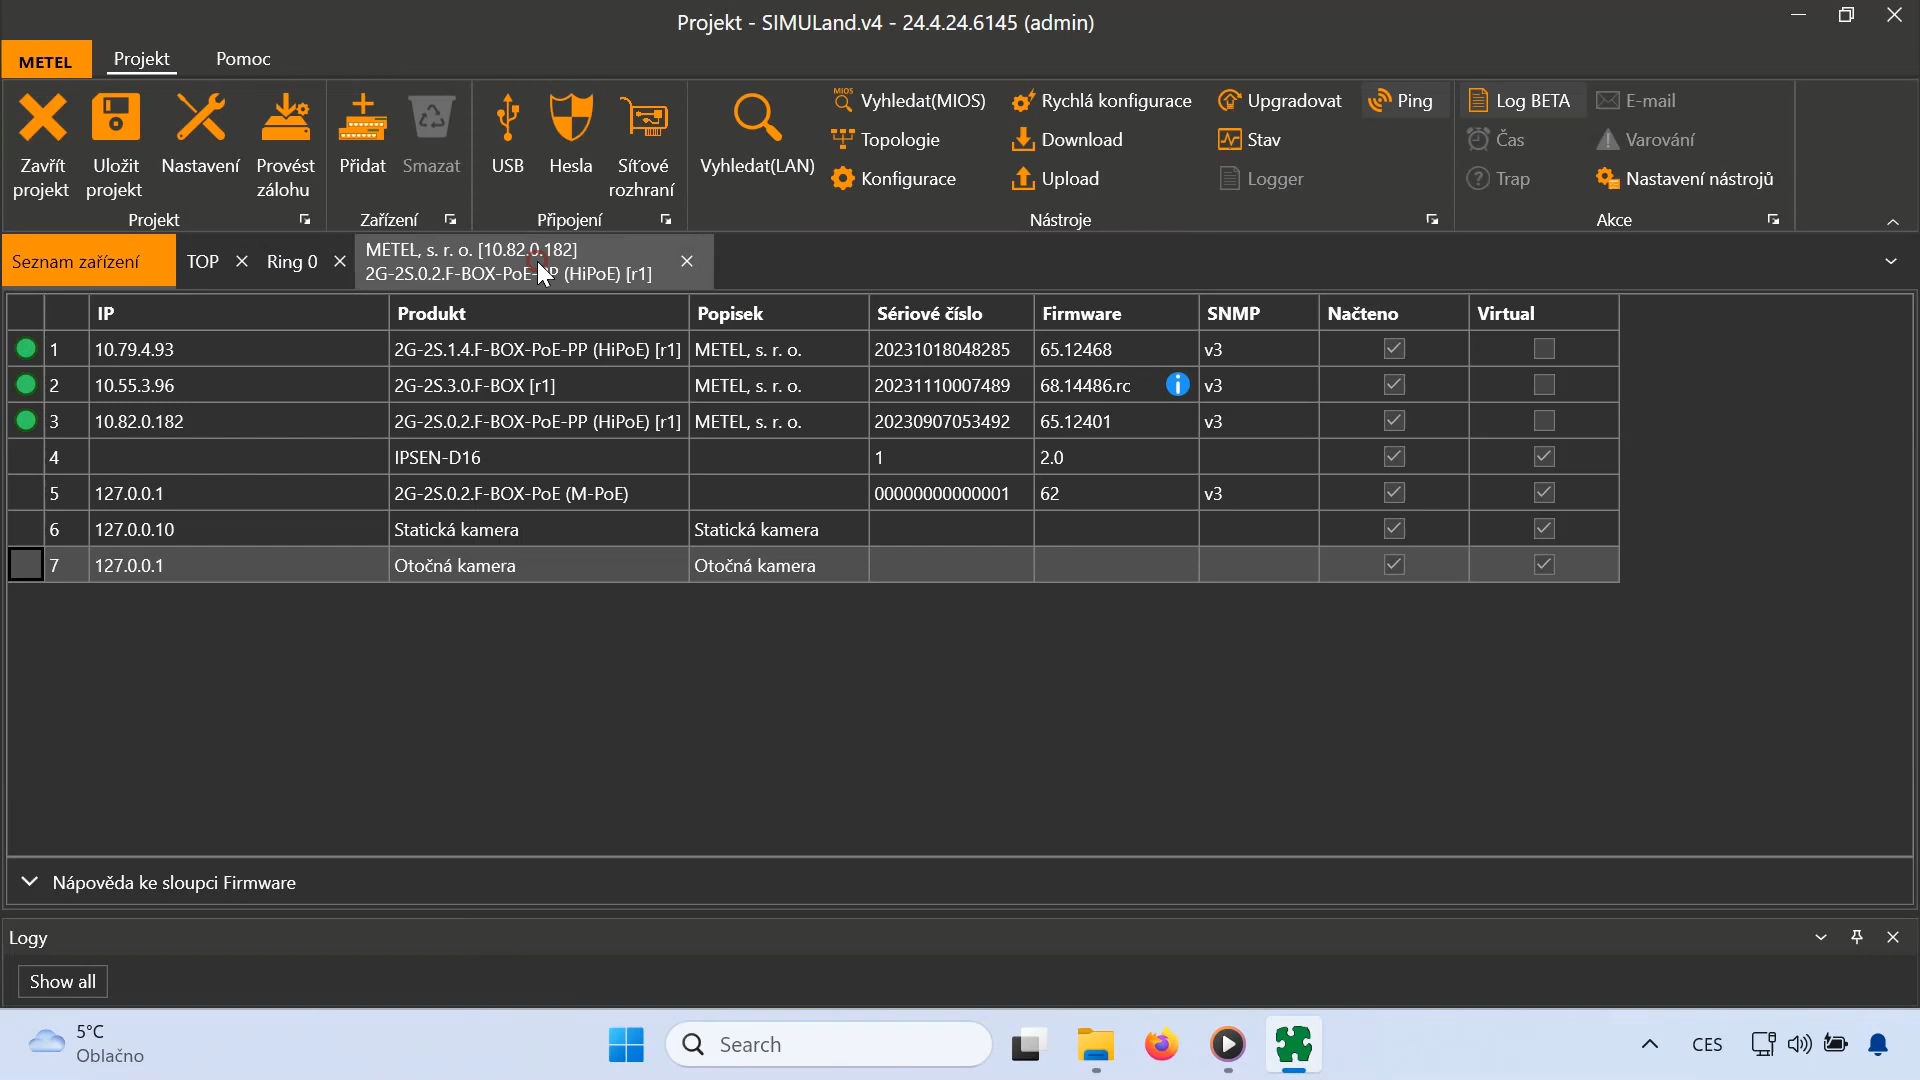 Projekt - SIMULand.v4 - 24.4.24.6145 (admin)
METEL Projekt Pomoc
Zavřít projekt
Uložit projekt
Nastavení
Provést zálohu
Projekt
Přidat
Smazat
Zařízení
USB
Hesla
Síťové rozhraní
Připojení
Vyhledat(LAN)
MIOS Vyhledat(MIOS)
Topologie
Konfigurace
Rychlá konfigurace
Download
Upload
Upgradovat
Stav
Logger
Ping
Nástroje
Log BETA
Čas
Trap
E-mail
Varování
Nastavení nástrojů
Akce
Seznam zařízení
TOP
Ring 0
METEL, s. r. o. [10.82.0.182]
2G-2S.0.2.F-BOX-PoE-PP (HiPoE) [r1]
IP Produkt Popisek Sériové číslo Firmware SNMP Načteno Virtual
1 10.79.4.93 2G-2S.1.4.F-BOX-PoE-PP (HiPoE) [r1] METEL, s. r. o. 20231018048285 65.12468 v3
2 10.55.3.96 2G-2S.3.0.F-BOX [r1] METEL, s. r. o. 20231110007489 68.14486.rc v3
3 10.82.0.182 2G-2S.0.2.F-BOX-PoE-PP (HiPoE) [r1] METEL, s. r. o. 20230907053492 65.12401 v3
4 IPSEN-D16 1 2.0
5 127.0.0.1 2G-2S.0.2.F-BOX-PoE (M-PoE) 00000000000001 62 v3
6 127.0.0.10 Statická kamera Statická kamera
7 127.0.0.1 Otočná kamera Otočná kamera
Nápověda ke sloupci Firmware
Logy
Show all
5°C
Oblačno
Search
CES